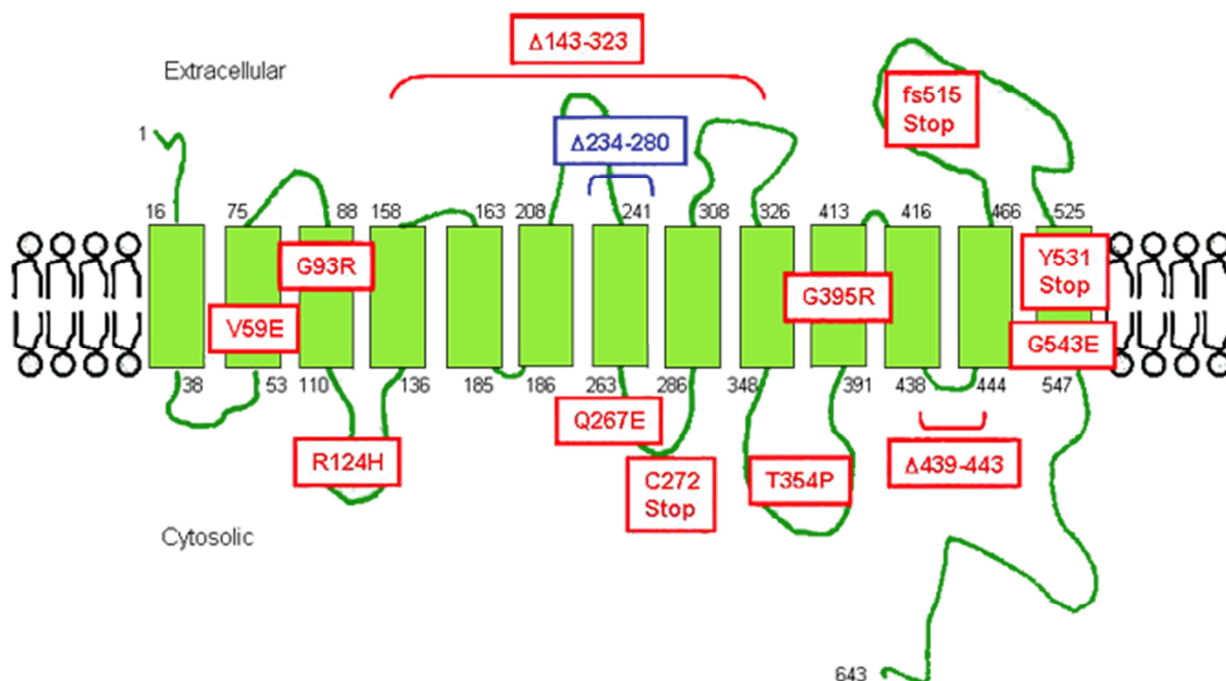 Δ143-323
Extracellular
fs515
Stop
1
Δ234-280
16 75 88 158 163 208 241 308 326 413 416 466 525
G93R
Y531
Stop
G395R
V59E
G543E
38 53 110 136 185 186 263 286 348 391 438 444 547
Q267E
R124H
C272
Stop
T354P
Δ439-443
Cytosolic
643